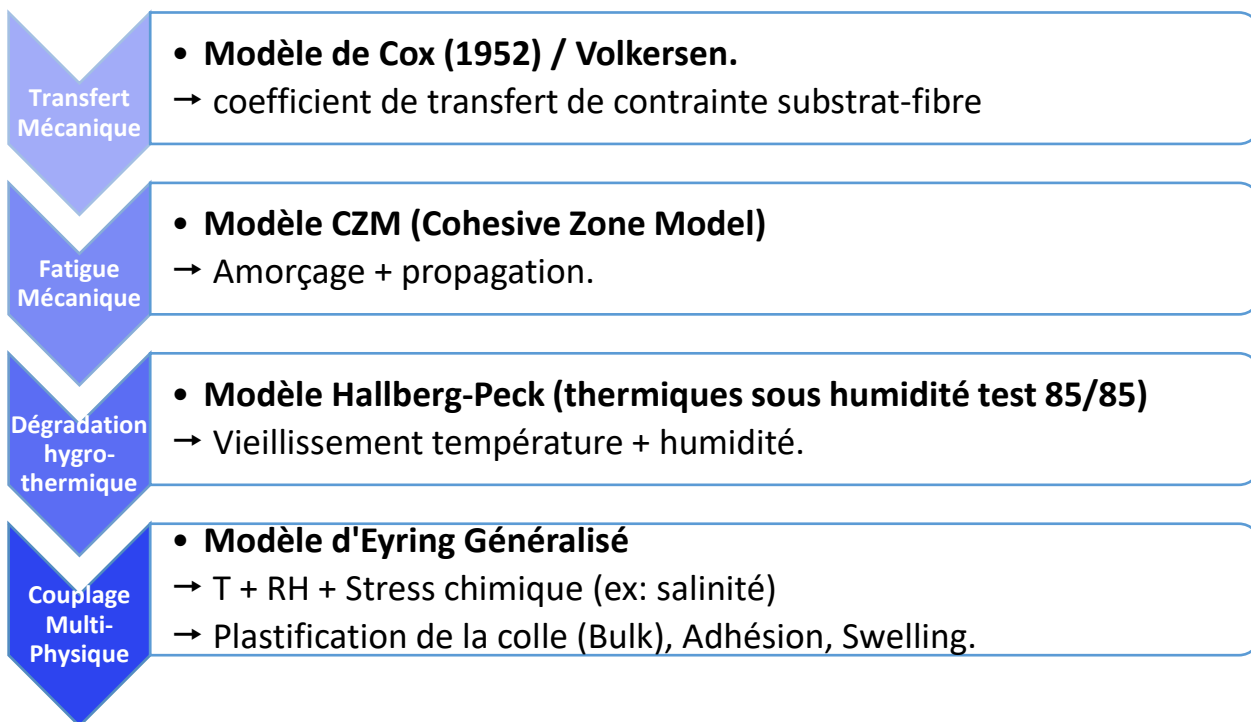 Transfert
Mécanique
• Modèle de Cox (1952) / Volkersen.
→ coefficient de transfert de contrainte substrat-fibre
Fatigue
Mécanique
• Modèle CZM (Cohesive Zone Model)
→ Amorçage + propagation.
Dégradation
hygro-
thermique
• Modèle Hallberg-Peck (thermiques sous humidité test 85/85)
→ Vieillissement température + humidité.
Couplage
Multi-
Physique
• Modèle d'Eyring Généralisé
→ T + RH + Stress chimique (ex: salinité)
→ Plastification de la colle (Bulk), Adhésion, Swelling.